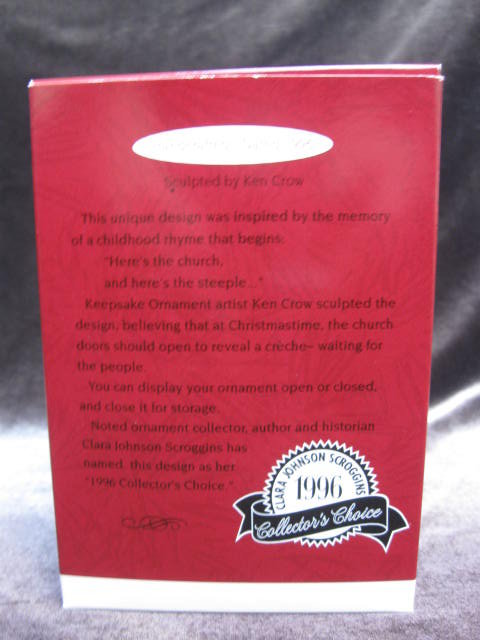 Sculpted by Ken Crow
This unique design was inspired by the memory
of a childhood rhyme that begins:
"Here's the church,
and here's the steeple..."
Keepsake Ornament artist Ken Crow sculpted the
design, believing that at Christmastime, the church
doors should open to reveal a creche– waiting for
the people.
You can display your ornament open or closed,
and close it for storage.
Noted ornament collector, author and historian
Clara Johnson Scroggins has
named this design as her
"1996 Collector's Choice."
CLARA JOHNSON SCROGGINS
1996
Collector's Choice